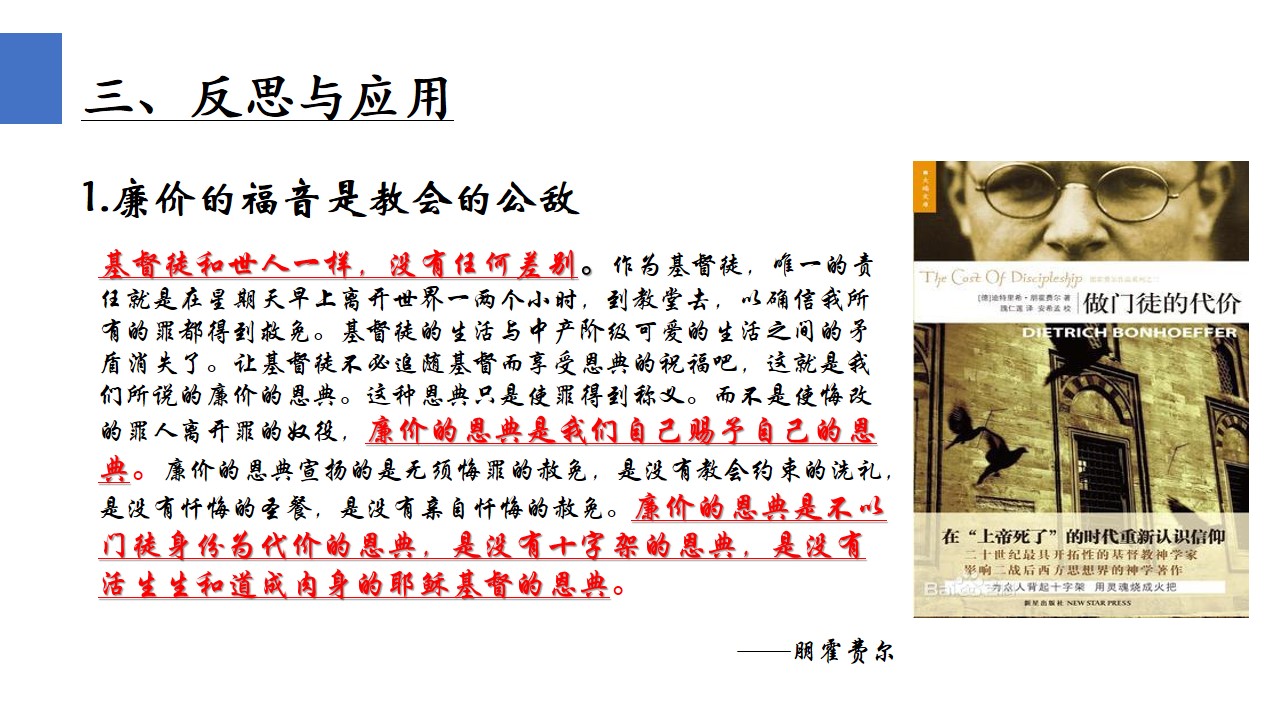 三、反思与应用
1.廉价的福音是教会的公敌
基督徒和世人一样，没有任何差别。作为基督徒，唯一的责
任就是在星期天早上离开世界一两个小时，到教堂去，以确信我所
有的罪都得到赦免。基督徒的生活与中产阶级可爱的生活之间的矛
盾消失了。让基督徒不必追随基督而享受恩典的祝福吧，这就是我
们所说的廉价的恩典。这种恩典只是使罪得到称义。而不是使悔改
的罪人离开罪的奴役，廉价的恩典是我们自己赐予自己的恩
典。廉价的恩典宣扬的是无须悔罪的赦免，是没有教会约束的洗礼，
是没有忏悔的圣餐，是没有亲自忏悔的赦免。廉价的恩典是不以
门徒身份为代价的恩典，是没有十字架的恩典，是没有
活生生和道成肉身的耶稣基督的恩典。
——朋霍费尔
The Cost Of Discipleship
[德]迪特里希·朋霍费尔 著
隗仁莲 译 安希孟 校
做门徒的代价
DIETRICH BONHOEFFER
在“上帝死了”的时代重新认识信仰
二十世纪最具开拓性的基督教神学家
影响二战后西方思想界的神学著作
为众人背起十字架 用灵魂烧成火把
新星出版社 NEW STAR PRESS